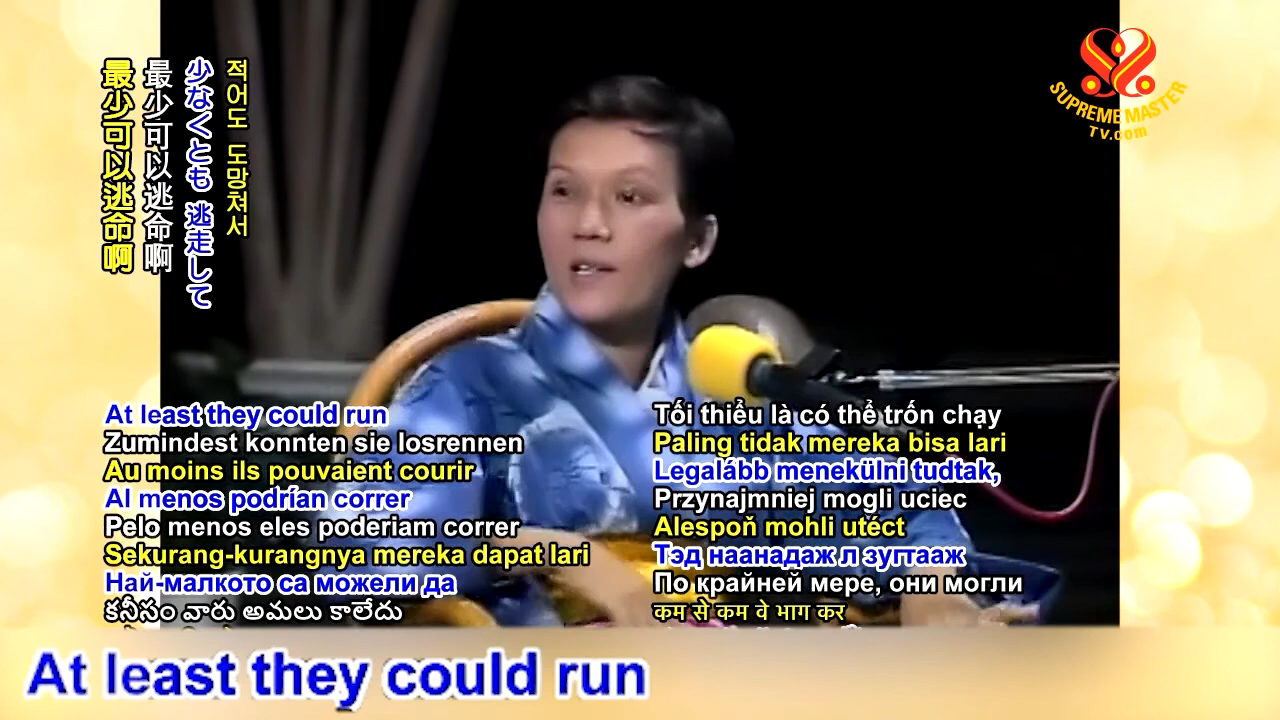 最少可以逃命啊
最少可以逃命啊
少なくとも 逃走して
적어도 도망쳐서
SUPREME MASTER
TV.com
At least they could run
Zumindest konnten sie losrennen
Au moins ils pouvaient courir
Al menos podrían correr
Pelo menos eles poderiam correr
Sekurang-kurangnya mereka dapat lari
Най-малкото са можели да
కనీసం వారు అమలు కాలేదు
Tối thiểu là có thể trốn chạy
Paling tidak mereka bisa lari
Legalább menekülni tudtak,
Przynajmniej mogli uciec
Alespoň mohli utéct
Тэд наанадаж л зугтааж
По крайней мере, они могли
कम से कम वे भाग कर
At least they could run